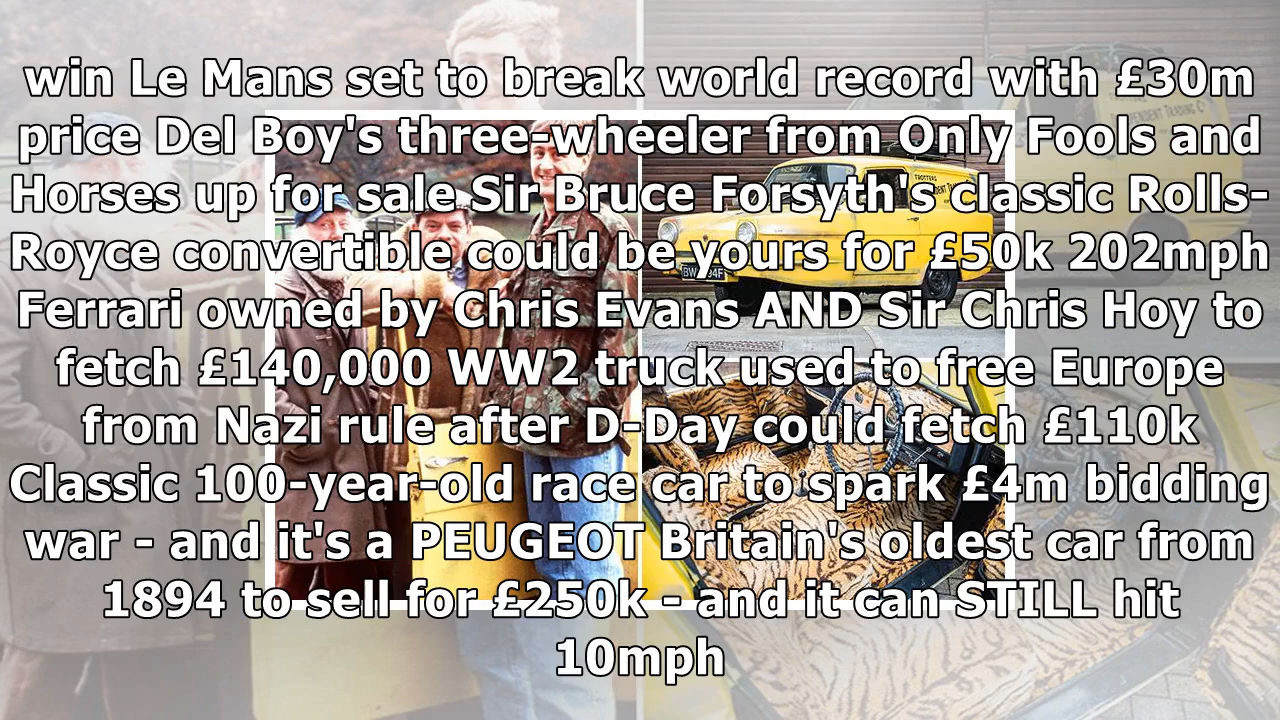 win Le Mans set to break world record with £30m
price Del Boy's three-wheeler from Only Fools and
Horses up for sale Sir Bruce Forsyth's classic Rolls-
Royce convertible could be yours for £50k 202mph
Ferrari owned by Chris Evans AND Sir Chris Hoy to
fetch £140,000 WW2 truck used to free Europe
from Nazi rule after D-Day could fetch £110k
Classic 100-year-old race car to spark £4m bidding
war - and it's a PEUGEOT Britain's oldest car from
1894 to sell for £250k - and it can STILL hit
10mph
TROTTERS